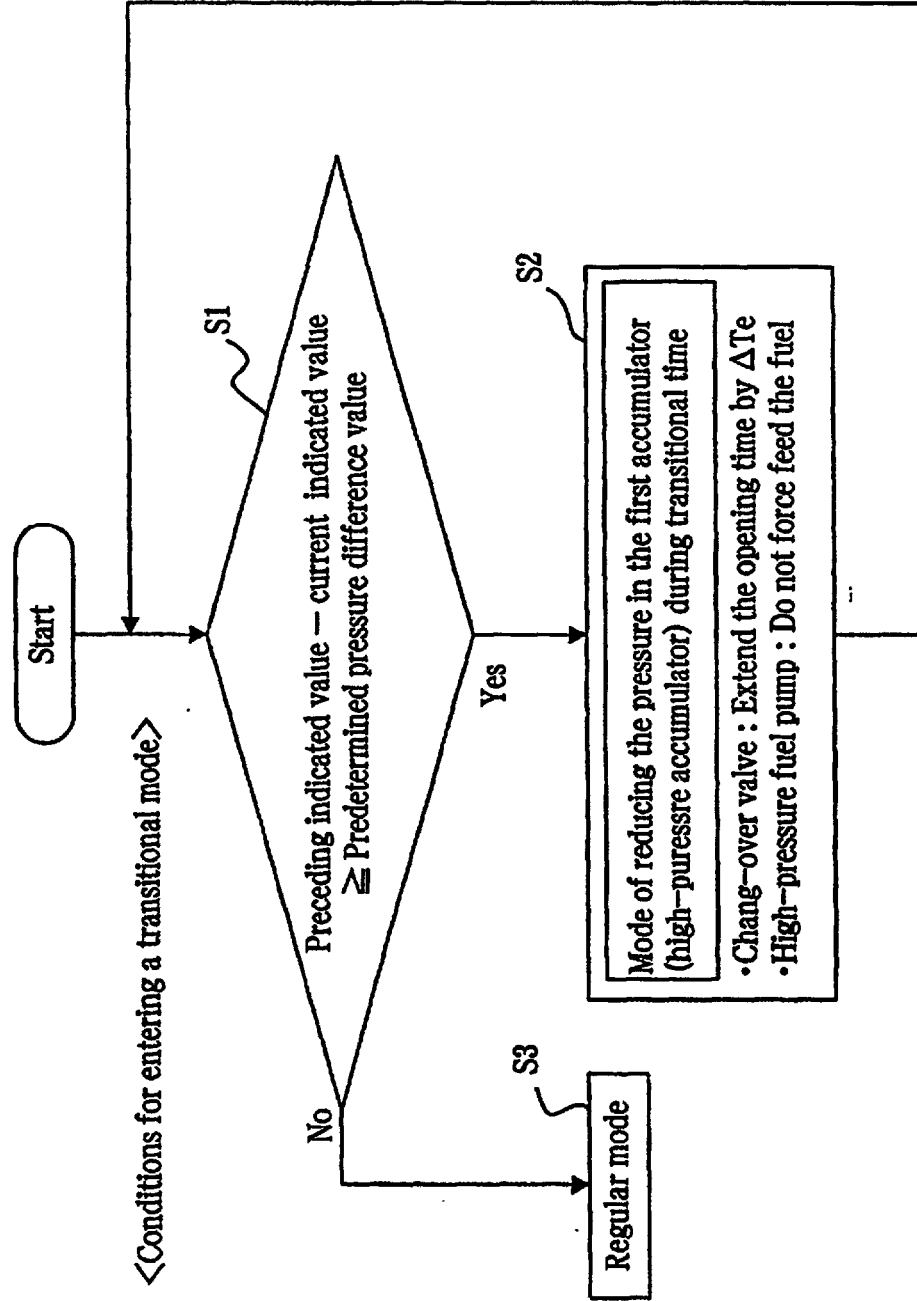 Start
<Conditions for entering a transitional mode>
S1
Preceding indicated value − current indicated value
≧ Predetermined pressure difference value
No
Yes
S2
Mode of reducing the pressure in the first accumulator
(high-puressre accumulator) during transitional time
•Chang-over valve : Extend the opening time by ΔTe
•High-pressure fuel pump : Do not force feed the fuel
S3
Regular mode